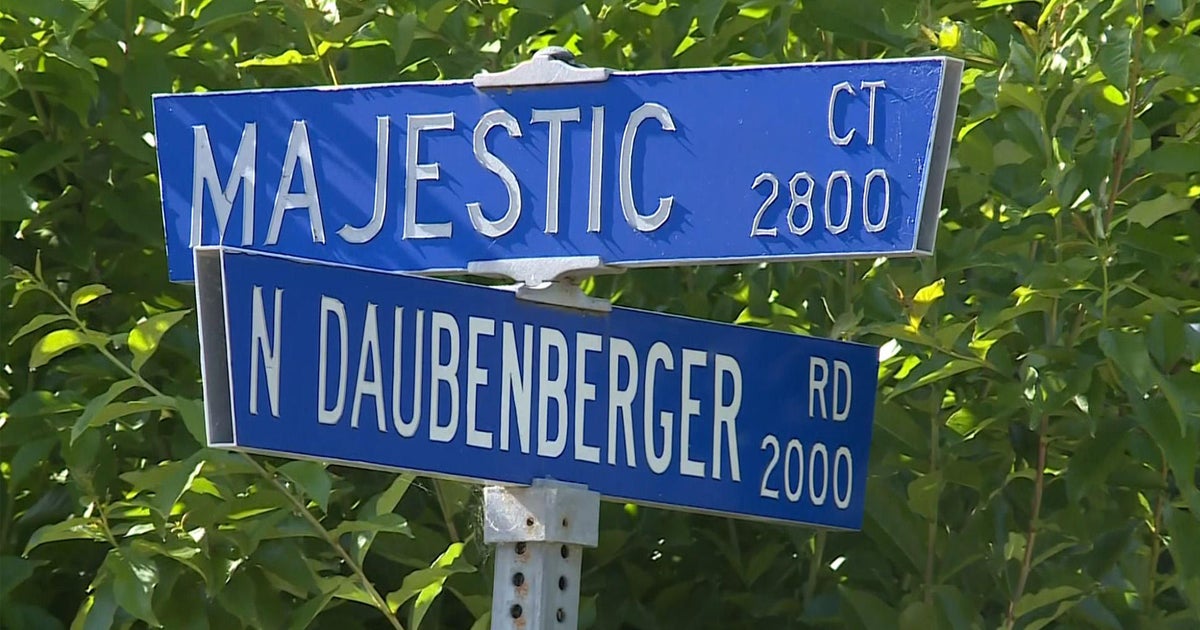 MAJESTIC CT
2800
N DAUBENBERGER RD
2000